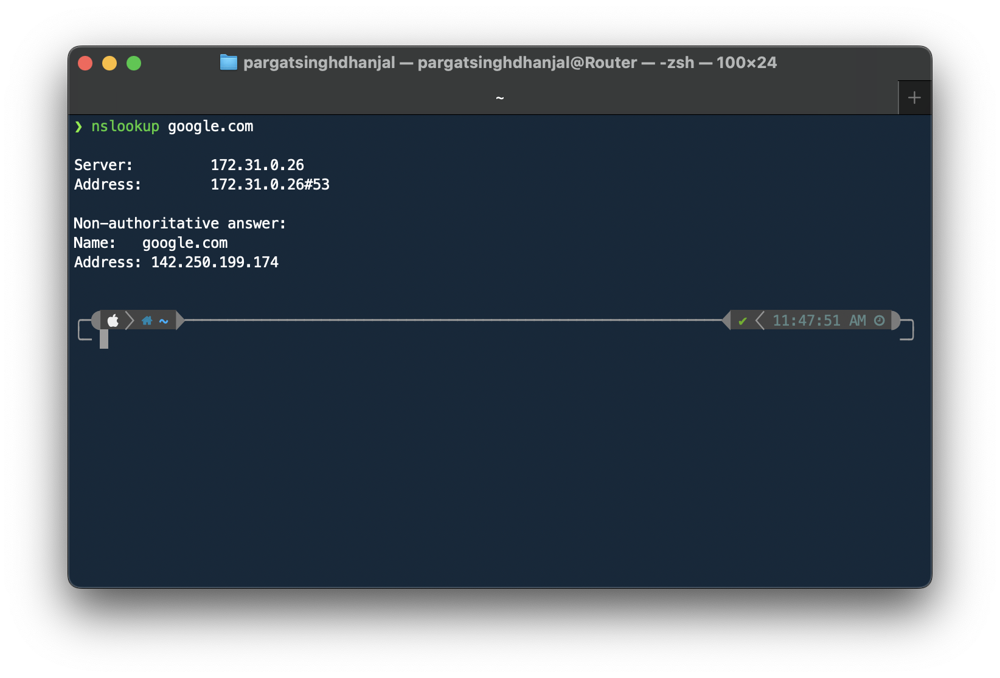 pargatsinghdhanjal — pargatsinghdhanjal@Router — -zsh — 100×24
~
❯ nslookup google.com
Server: 172.31.0.26
Address: 172.31.0.26#53
Non-authoritative answer:
Name: google.com
Address: 142.250.199.174
~ ✔ 11:47:51 AM